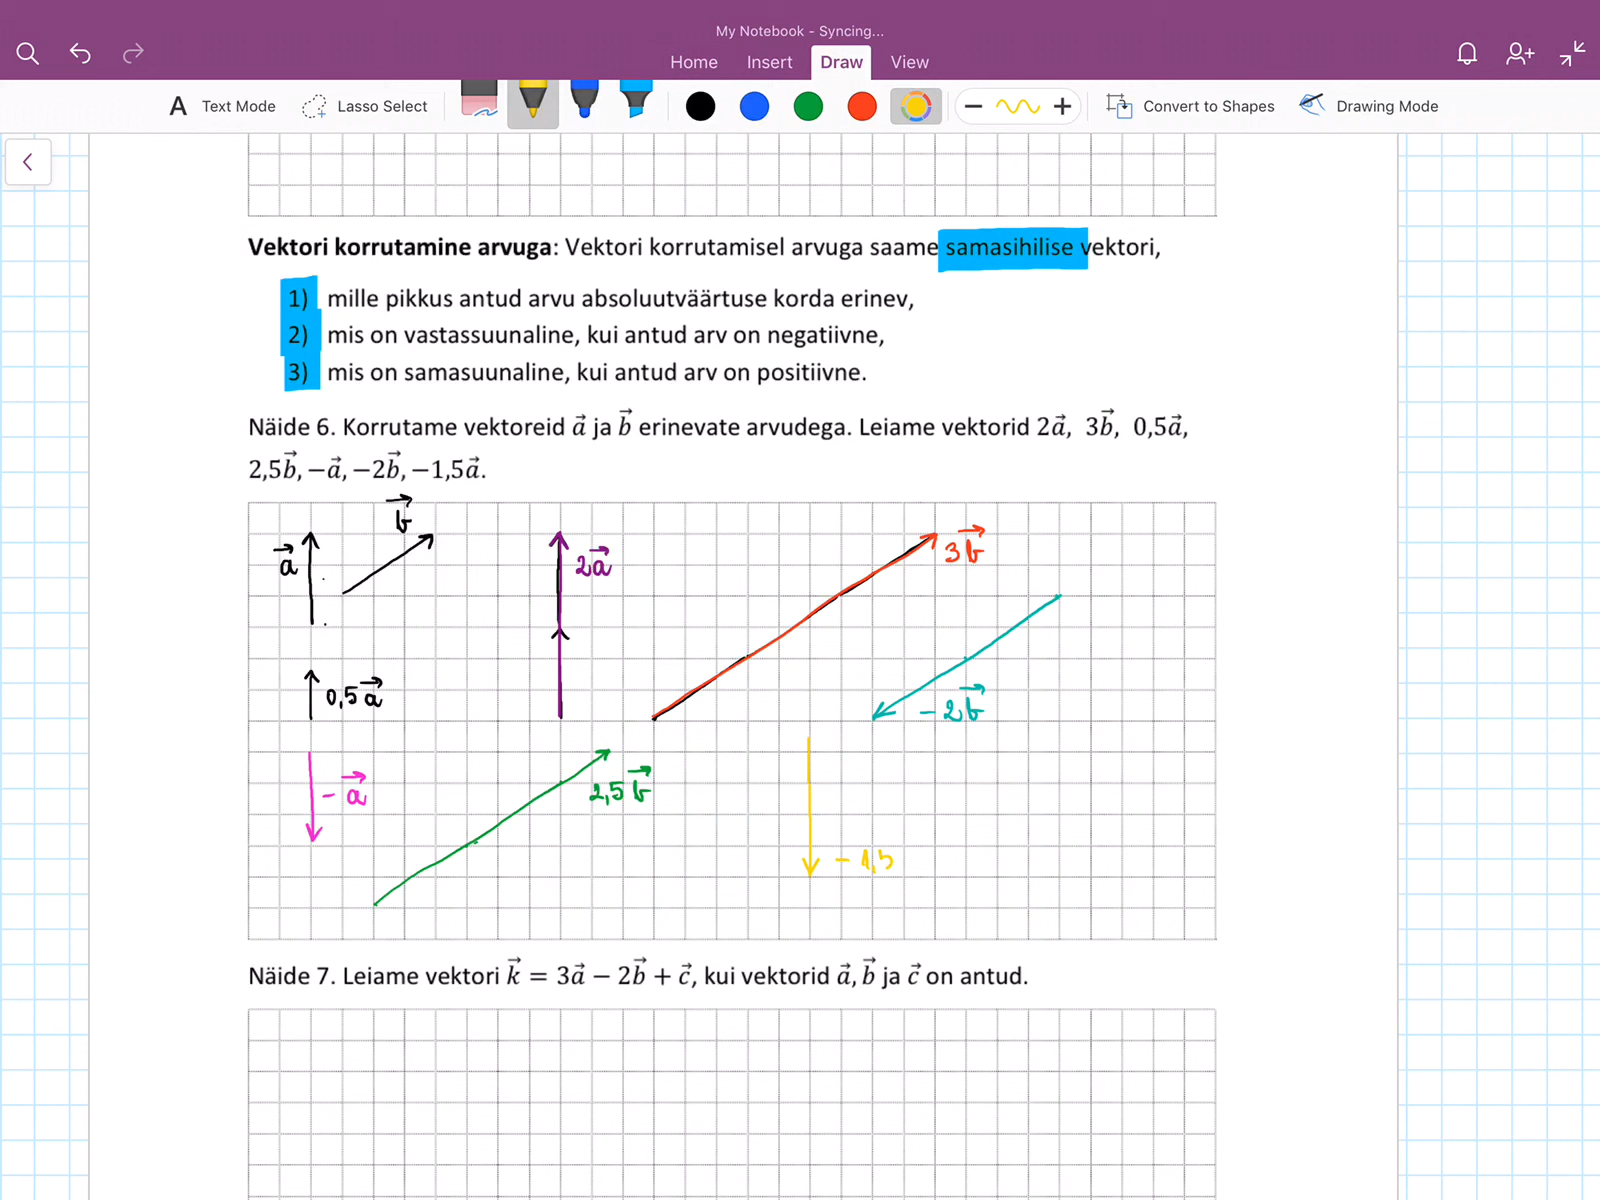 My Notebook - Syncing...
Home Insert Draw View
A Text Mode Lasso Select Convert to Shapes Drawing Mode
Vektori korrutamine arvuga: Vektori korrutamisel arvuga saame samasihilise vektori,
1) mille pikkus antud arvu absoluutväärtuse korda erinev,
2) mis on vastassuunaline, kui antud arv on negatiivne,
3) mis on samasuunaline, kui antud arv on positiivne.
Näide 6. Korrutame vektoreid a⃗ ja b⃗ erinevate arvudega. Leiame vektorid 2a⃗, 3b⃗, 0,5a⃗,
2,5b⃗, −a⃗, −2b⃗, −1,5a⃗.
a⃗
b⃗
2a⃗
3b⃗
0,5a⃗
−2b⃗
−a⃗
2,5b⃗
−1,5
Näide 7. Leiame vektori k⃗ = 3a⃗ − 2b⃗ + c⃗, kui vektorid a⃗, b⃗ ja c⃗ on antud.